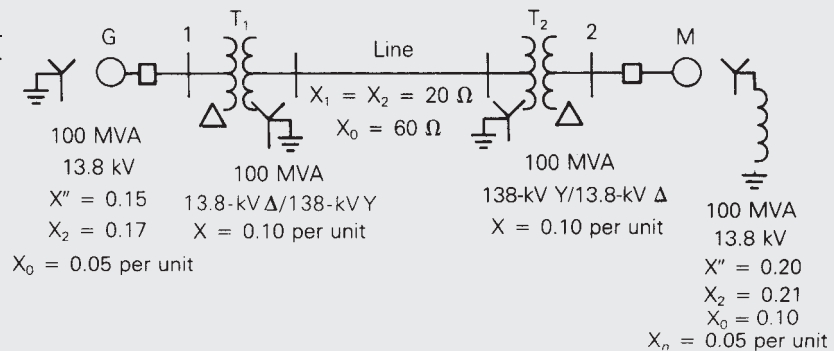 G
1
T₁
Line
T₂
2
M
X₁ = X₂ = 20 Ω
X₀ = 60 Ω
100 MVA
13.8 kV
X″ = 0.15
X₂ = 0.17
X₀ = 0.05 per unit
100 MVA
13.8-kV Δ/138-kV Y
X = 0.10 per unit
100 MVA
138-kV Y/13.8-kV Δ
X = 0.10 per unit
100 MVA
13.8 kV
X″ = 0.20
X₂ = 0.21
X₀ = 0.10
Xₙ = 0.05 per unit